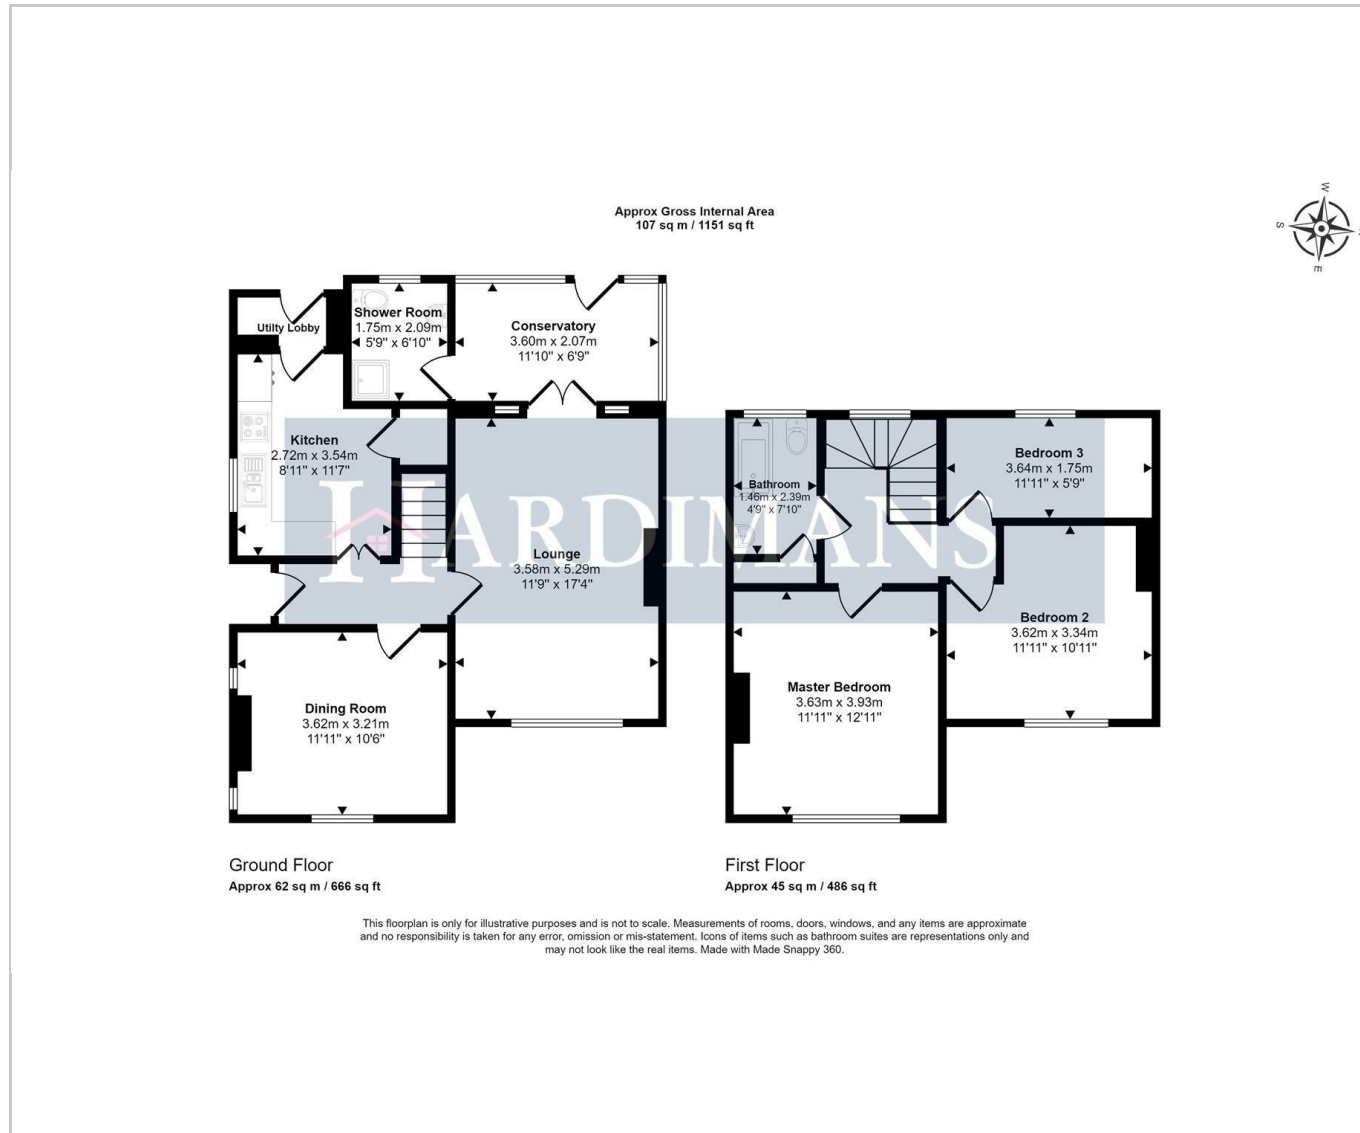 Approx Gross Internal Area
107 sq m / 1151 sq ft
W
S
E
Utilty Lobby
Shower Room
1.75m x 2.09m
5'9" x 6'10"
Conservatory
3.60m x 2.07m
11'10" x 6'9"
Kitchen
2.72m x 3.54m
8'11" x 11'7"
Lounge
3.58m x 5.29m
11'9" x 17'4"
Dining Room
3.62m x 3.21m
11'11" x 10'6"
HARDIMANS
Bathroom
1.46m x 2.39m
4'9" x 7'10"
Bedroom 3
3.64m x 1.75m
11'11" x 5'9"
Bedroom 2
3.62m x 3.34m
11'11" x 10'11"
Master Bedroom
3.63m x 3.93m
11'11" x 12'11"
Ground Floor
Approx 62 sq m / 666 sq ft
First Floor
Approx 45 sq m / 486 sq ft
This floorplan is only for illustrative purposes and is not to scale. Measurements of rooms, doors, windows, and any items are approximate
and no responsibility is taken for any error, omission or mis-statement. Icons of items such as bathroom suites are representations only and
may not look like the real items. Made with Made Snappy 360.